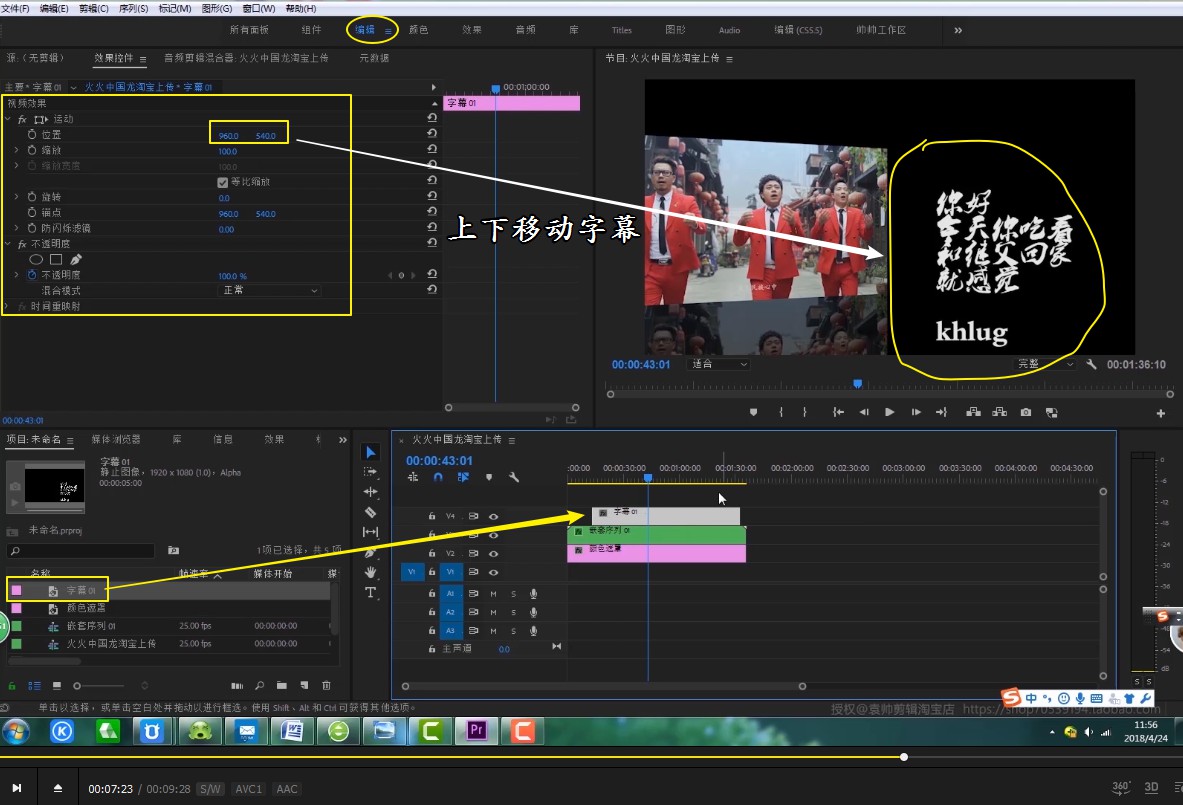 文件(F) 编辑(E) 剪辑(C) 序列(S) 标记(M) 图形(G) 窗口(W) 帮助(H)
所有面板 组件 编辑 颜色 效果 音频 库 Titles 图形 Audio 编辑 (CS5.5) 帅帅工作区
源:（无剪辑） 效果控件 音频剪辑混合器: 火火中国龙淘宝上传 元数据
节目: 火火中国龙淘宝上传
主要 * 字幕 01 火火中国龙淘宝上传 * 字幕 01
00:01:00:00
视频效果
字幕 01
fx 运动
位置 960.0 540.0
缩放 100.0
缩放宽度 100.0
等比缩放
旋转 0.0
锚点 960.0 540.0
防闪烁滤镜 0.00
fx 不透明度
不透明度 100.0 %
混合模式 正常
fx 时间重映射
上下移动字幕
你好
khlug
00:00:43:01 适合 完整 00:01:36:10
00:00:43:01
项目: 未命名 媒体浏览器 库 信息 效果
字幕 01
静止图像, 1920 x 1080 (1.0), Alpha
00:00:05:00
未命名.prproj
1项已选择，共 5 项
名称 帧速率 媒体开始 媒
字幕 01
颜色遮罩
嵌套序列 01 25.00 fps 00:00:00:00
火火中国龙淘宝上传 25.00 fps 00:00:00:00
火火中国龙淘宝上传
00:00:43:01
:00:00 00:00:30:00 00:01:00:00 00:01:30:00 00:02:00:00 00:02:30:00 00:03:00:00 00:03:30:00 00:04:00:00 00:04:30:00
V4 字幕 01
嵌套序列 01
V2 颜色遮罩
V1 V1
A1 M S
A2 M S
A3 M S
主声道 0.0
0
-6
-12
-18
-24
-30
-36
-48
-54
dB
S S
中
单击以选择，或单击空白处并拖动以进行框选。使用 Shift、Alt 和 Ctrl 可获得其他选项。
授权@袁帅剪辑淘宝店 https://shop70559194.taobao.com
Pr
11:56
2018/4/24
00:07:23 / 00:09:28 S/W AVC1 AAC
360° 3D